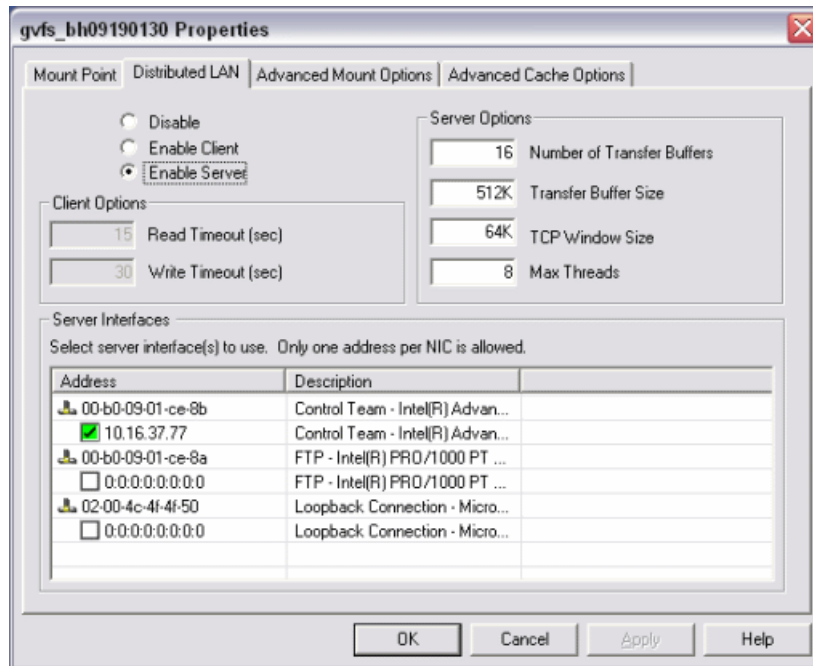 gvfs_bh09190130 Properties
Mount Point Distributed LAN Advanced Mount Options Advanced Cache Options
Disable
Enable Client
Enable Server
Client Options
15 Read Timeout (sec)
30 Write Timeout (sec)
Server Options
16 Number of Transfer Buffers
512K Transfer Buffer Size
64K TCP Window Size
8 Max Threads
Server Interfaces
Select server interface(s) to use. Only one address per NIC is allowed.
Address Description
00-b0-09-01-ce-8b Control Team - Intel(R) Advan...
10.16.37.77 Control Team - Intel(R) Advan...
00-b0-09-01-ce-8a FTP - Intel(R) PRO/1000 PT ...
0:0:0:0:0:0:0:0 FTP - Intel(R) PRO/1000 PT ...
02-00-4c-4f-4f-50 Loopback Connection - Micro...
0:0:0:0:0:0:0:0 Loopback Connection - Micro...
OK Cancel Apply Help